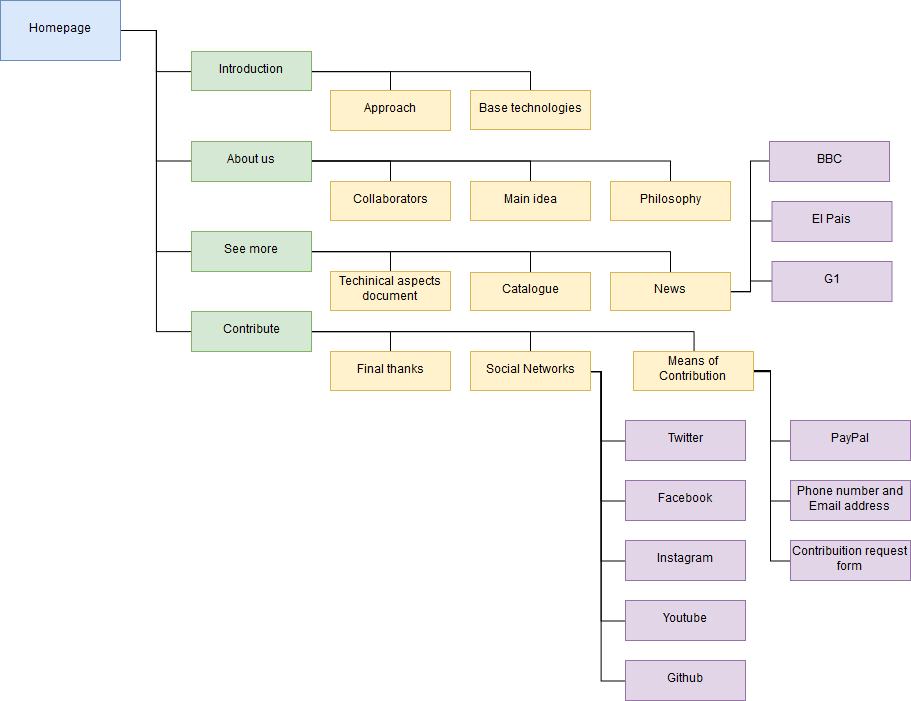 Homepage
Introduction
Approach
Base technologies
About us
Collaborators
Main idea
Philosophy
BBC
El Pais
G1
See more
Techinical aspects
document
Catalogue
News
Contribute
Final thanks
Social Networks
Means of
Contribution
Twitter
Facebook
Instagram
Youtube
Github
PayPal
Phone number and
Email address
Contribuition request
form